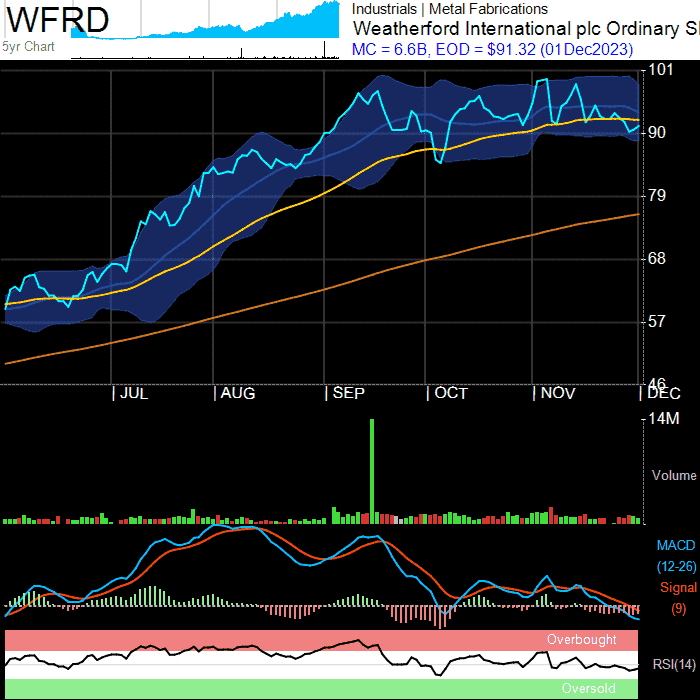 WFRD
5yr Chart
Industrials | Metal Fabrications
Weatherford International plc Ordinary S
MC = 6.6B, EOD = $91.32 (01Dec2023)
101
90
79
68
57
46
JUL AUG SEP OCT NOV DEC
14M
Volume
MACD
(12-26)
Signal
(9)
Overbought
RSI(14)
Oversold